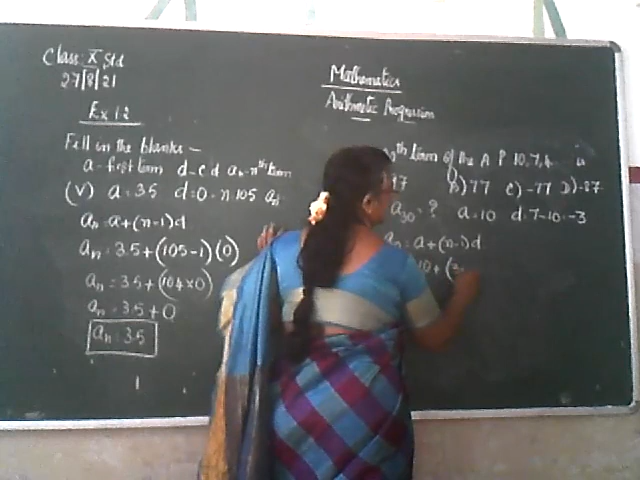 Class: X Std
27|8|21
Ex 1.2
Fill in the blanks -
a - first term d - c.d an - nth term
(V) a = 3.5 d = 0 n = 105 an
an = a+(n-1)d
an = 3.5+(105-1)(0)
an = 3.5+(104×0)
an = 3.5+0
an = 3.5
Mathematics
Arithmetic Progression
th term of the A P 10,7,4 is
B) 77 C) -77 D) -87
a30 = ? a = 10 d = 7-10 = -3
= a+(n-1)d
10+(3